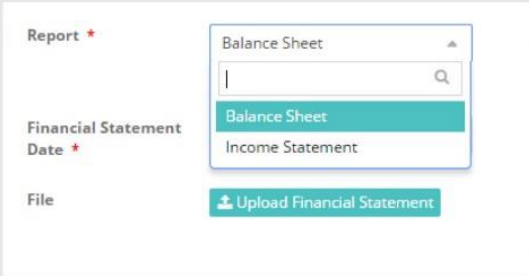 Report *
Balance Sheet
Balance Sheet
Income Statement
Financial Statement
Date *
File
Upload Financial Statement